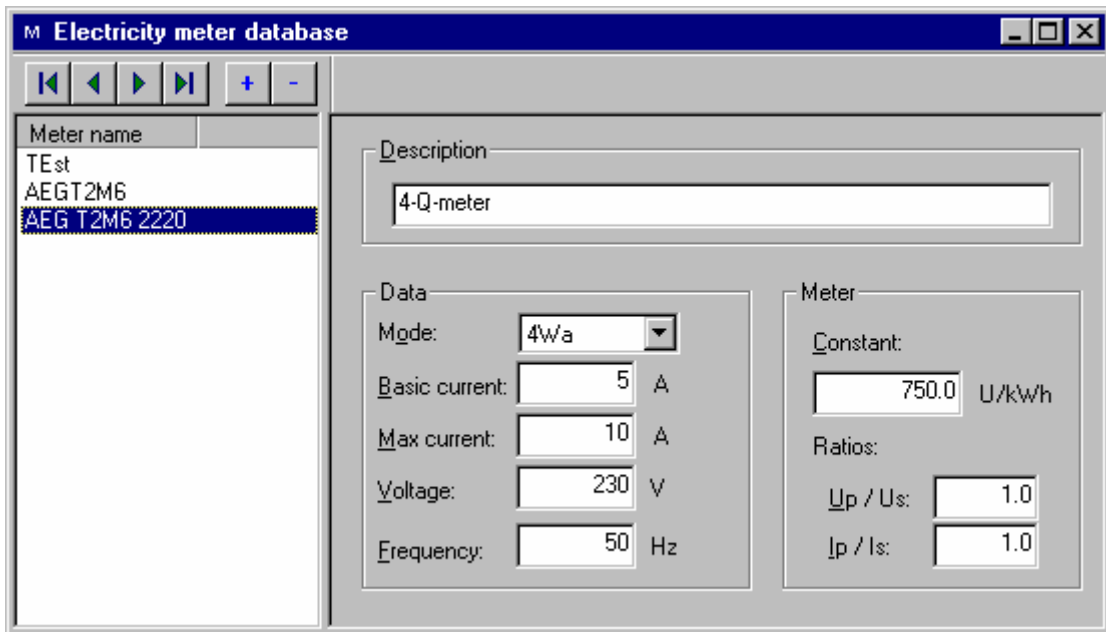 M Electricity meter database
+ -
Meter name
TEst
AEGT2M6
AEG T2M6 2220
Description
4-Q-meter
Data
Mode: 4Wa
Basic current: 5 A
Max current: 10 A
Voltage: 230 V
Frequency: 50 Hz
Meter
Constant:
750.0 U/kWh
Ratios:
Up / Us: 1.0
Ip / Is: 1.0